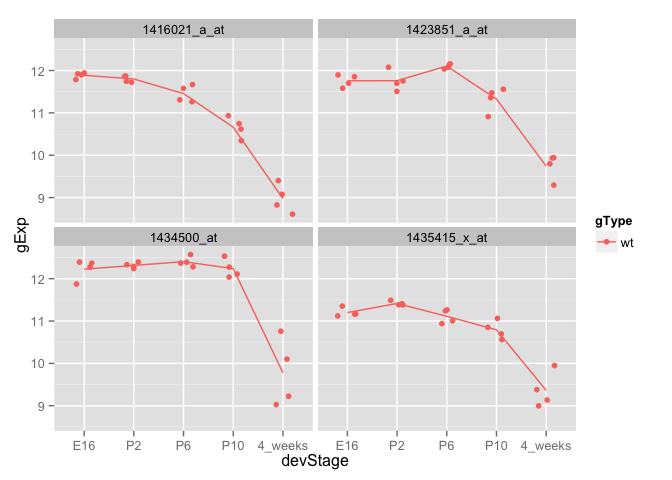 1416021_a_at 1423851_a_at
12
11
10
9
gExp
1434500_at 1435415_x_at
12
11
10
9
E16 P2 P6 P10 4_weeks E16 P2 P6 P10 4_weeks
devStage
gType
wt